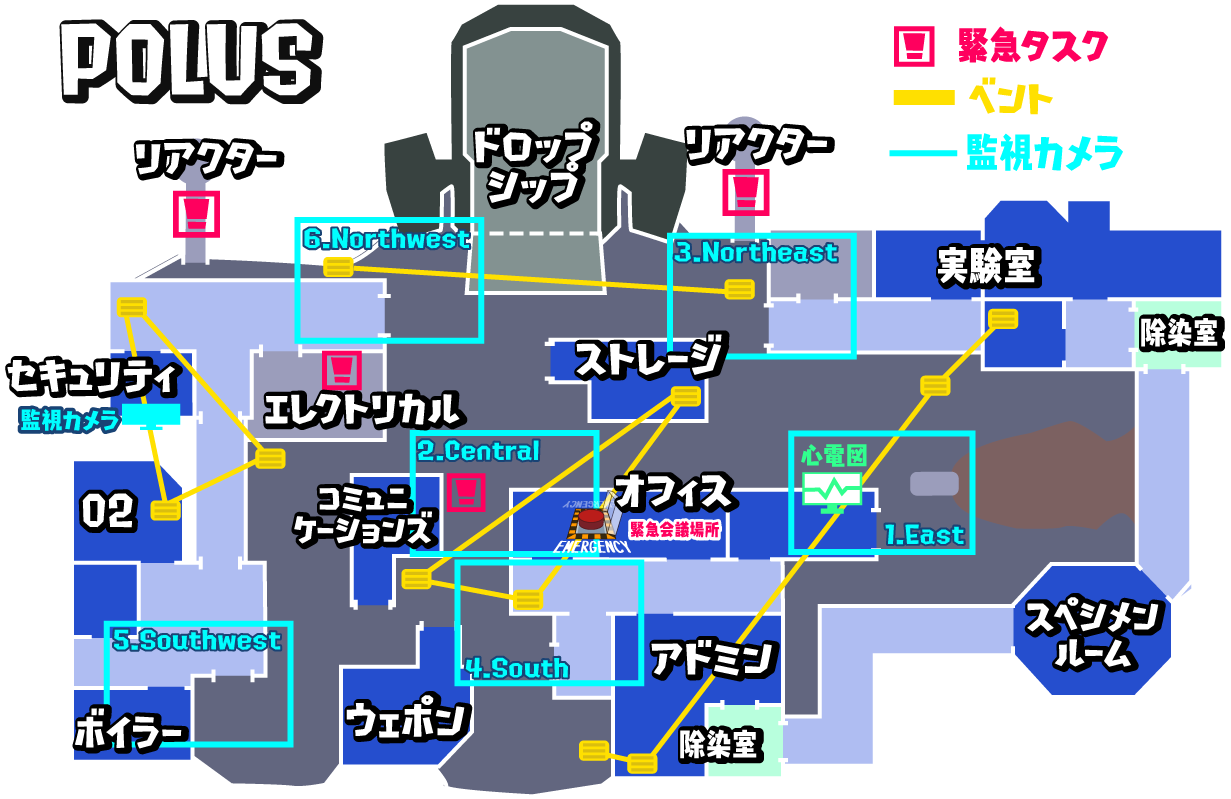 POLUS
緊急タスク
ベント
監視カメラ
リアクター
ドロップ
シップ
リアクター
6.Northwest
3.Northeast
実験室
除染室
ストレージ
セキュリティ
監視カメラ
エレクトリカル
2.Central
心電図
O2
コミュニ
ケーションズ
オフィス
緊急会議場所
EMERGENCY
EMERGENCY
1.East
スペシメン
ルーム
5.Southwest
4.South
アドミン
ボイラー
ウェポン
除染室